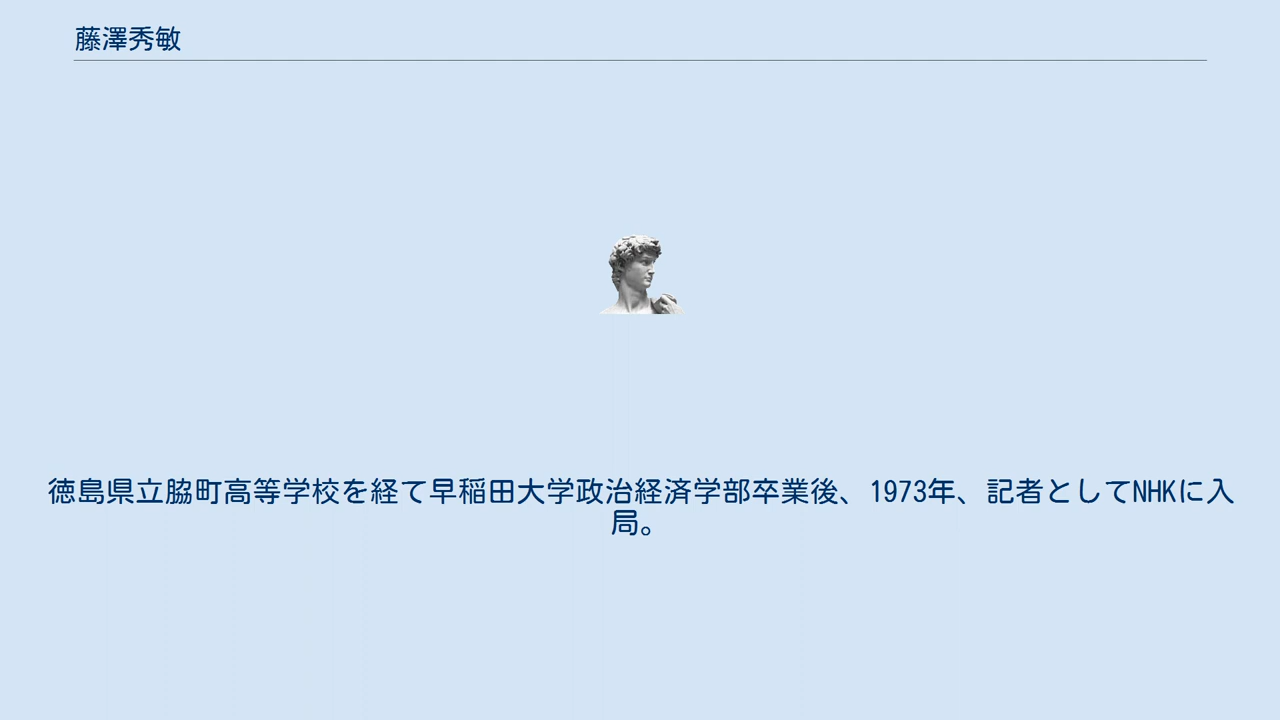 藤澤秀敏
徳島県立脇町高等学校を経て早稲田大学政治経済学部卒業後、1973年、記者としてNHKに入
局。